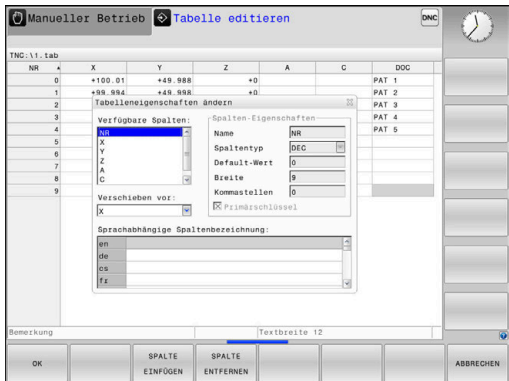 Manueller Betrieb
Tabelle editieren
DNC
TNC:\1.tab
NR X Y Z A C DOC
0 +100.01 +49.988 +0 PAT 1
1 +99.994 +49.998 +0 PAT 2
2 PAT 3
3 PAT 4
4 PAT 5
5
6
7
8
9
Tabelleneigenschaften ändern
Verfügbare Spalten:
NR
X
Y
Z
A
C
Verschieben vor:
X
Spalten-Eigenschaften
Name NR
Spaltentyp DEC
Default-Wert 0
Breite 9
Kommastellen 0
Primärschlüssel
Sprachabhängige Spaltenbezeichnung:
en
de
cs
fr
Bemerkung
Textbreite 12
OK
SPALTE EINFÜGEN
SPALTE ENTFERNEN
ABBRECHEN